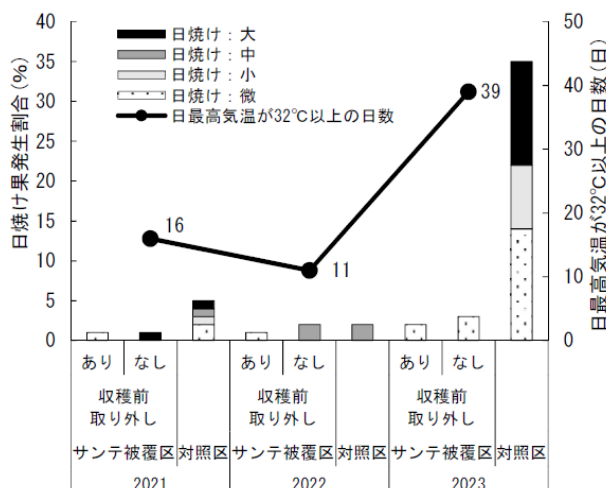 日焼け果発生割合(%)
40
35
30
25
20
15
10
5
0
日焼け：大
日焼け：中
日焼け：小
日焼け：微
日最高気温が32℃以上の日数
16
11
39
50
40
30
20
10
0
日最高気温が32℃以上の日数(日)
あり なし あり なし あり なし
収穫前 収穫前 収穫前
取り外し 取り外し 取り外し
サンテ被覆区 対照区 サンテ被覆区 対照区 サンテ被覆区 対照区
2021 2022 2023